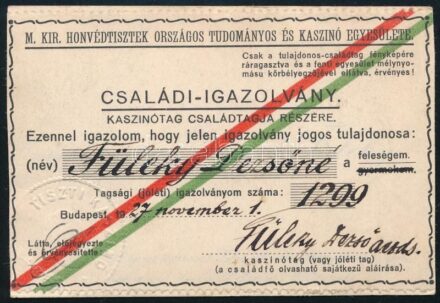 M. KIR. HONVÉDTISZTEK ORSZÁGOS TUDOMÁNYOS ÉS KASZINÓ EGYESÜLETE.
Csak a tulajdonos-családtag fényképére
ráragasztva és a fenti egyesület mélynyo-
mású körbélyegzőjével ellátva, érvényes!
CSALÁDI-IGAZOLVÁNY.
KASZINÓTAG CSALÁDTAGJA RÉSZÉRE.
Ezennel igazolom, hogy jelen igazolvány jogos tulajdonosa:
(név) Füleky Dezsőné a feleségem.
gyermekem.
Tagsági (jóléti) igazolványom száma: 1299
Budapest, 1927 november 1.
Látta, előjegyezte
és érvényesítette:
Füleky Dezső
kaszinótag (vagy jóléti tag)
(a családfő olvasható sajátkezű aláírása).